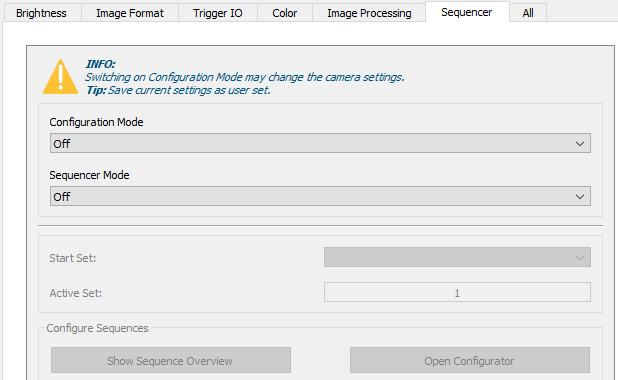 Brightness Image Format Trigger IO Color Image Processing Sequencer All
INFO:
Switching on Configuration Mode may change the camera settings.
Tip: Save current settings as user set.
Configuration Mode
Off
Sequencer Mode
Off
Start Set:
Active Set: 1
Configure Sequences
Show Sequence Overview Open Configurator